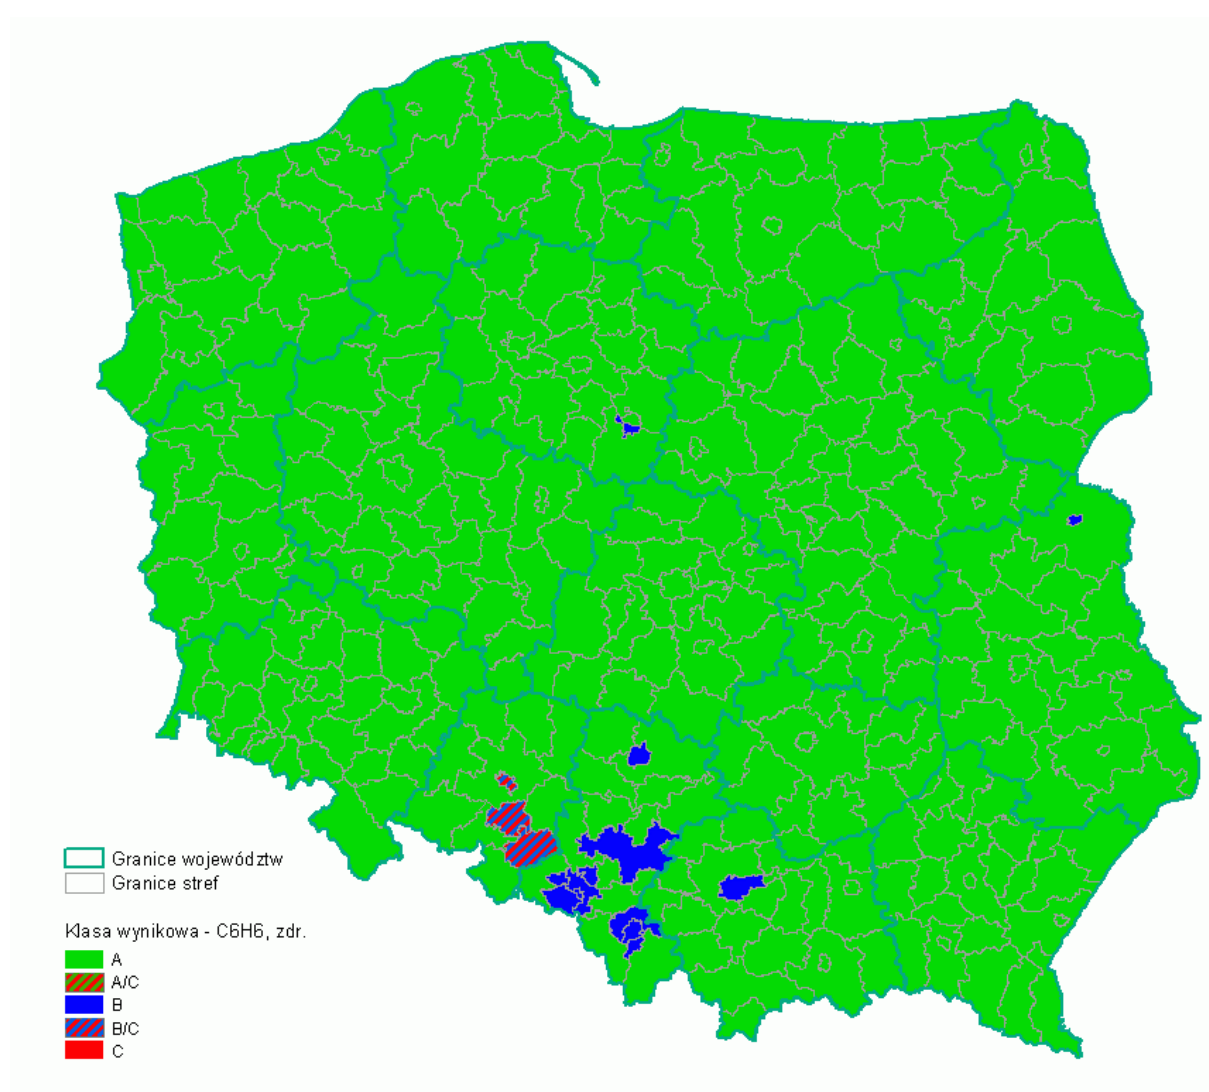 Granice województw
Granice stref
Klasa wynikowa - C6H6, zdr.
A
A/C
B
B/C
C